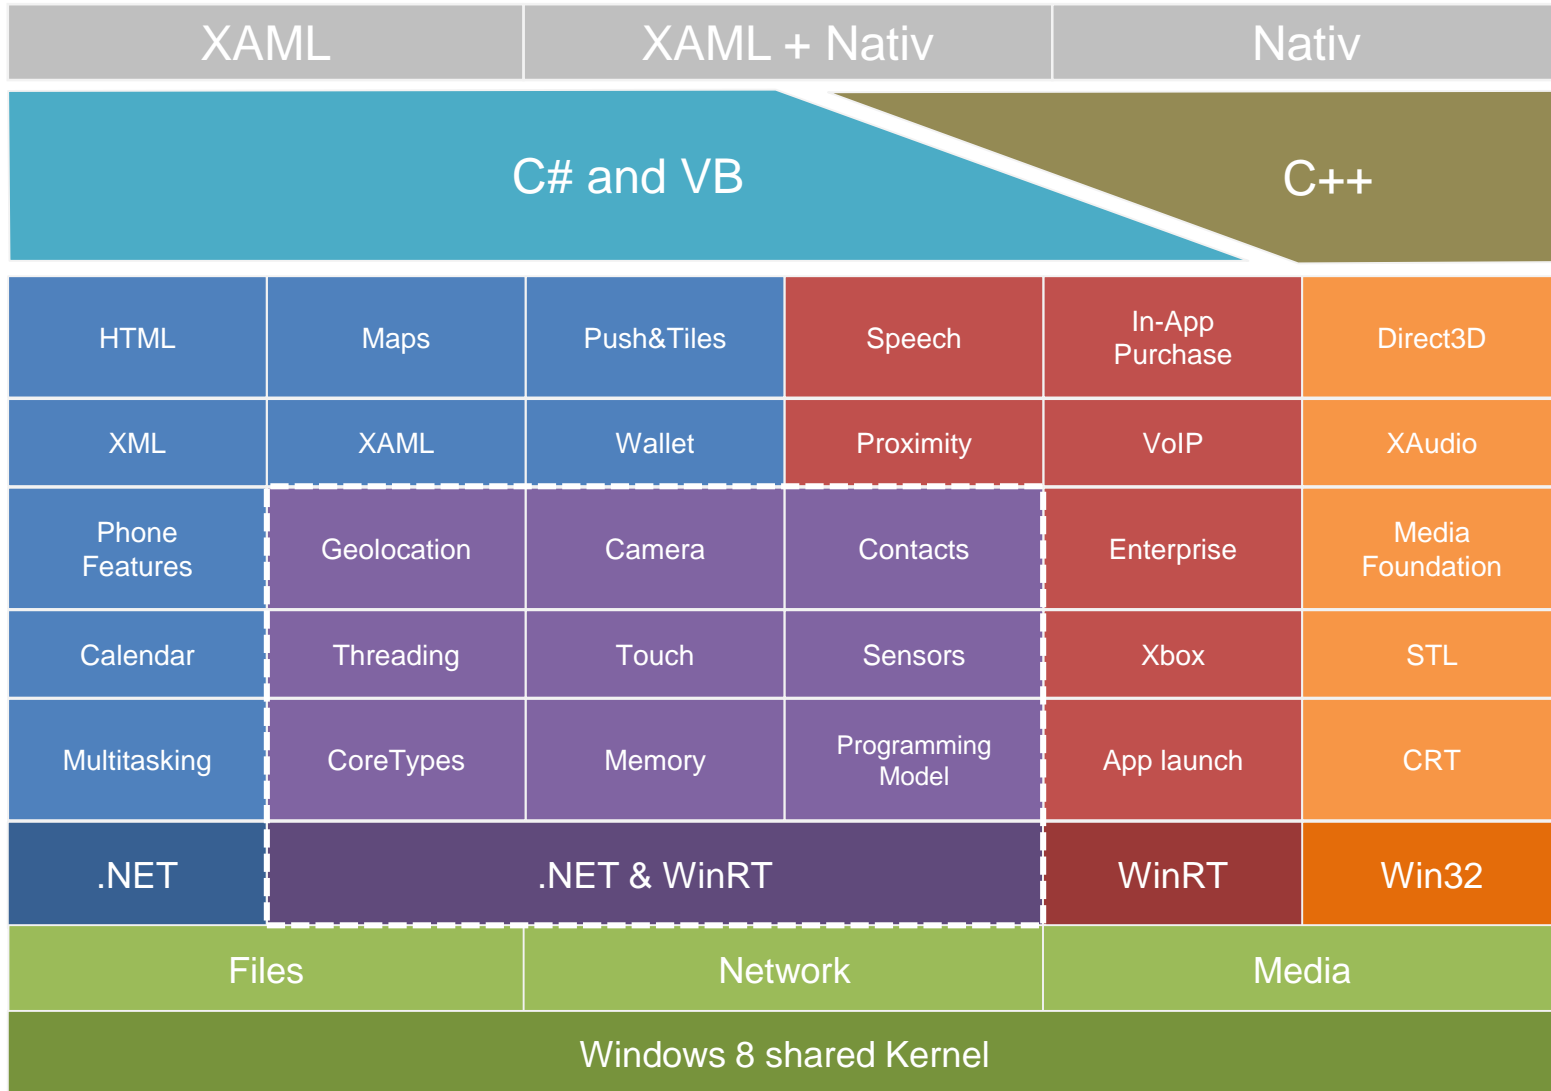 XAML
XAML + Nativ
Nativ
C# and VB
C++
HTML
Maps
Push&Tiles
Speech
In-App
Purchase
Direct3D
XML
XAML
Wallet
Proximity
VoIP
XAudio
Phone
Features
Geolocation
Camera
Contacts
Enterprise
Media
Foundation
Calendar
Threading
Touch
Sensors
Xbox
STL
Multitasking
CoreTypes
Memory
Programming
Model
App launch
CRT
.NET
.NET & WinRT
WinRT
Win32
Files
Network
Media
Windows 8 shared Kernel